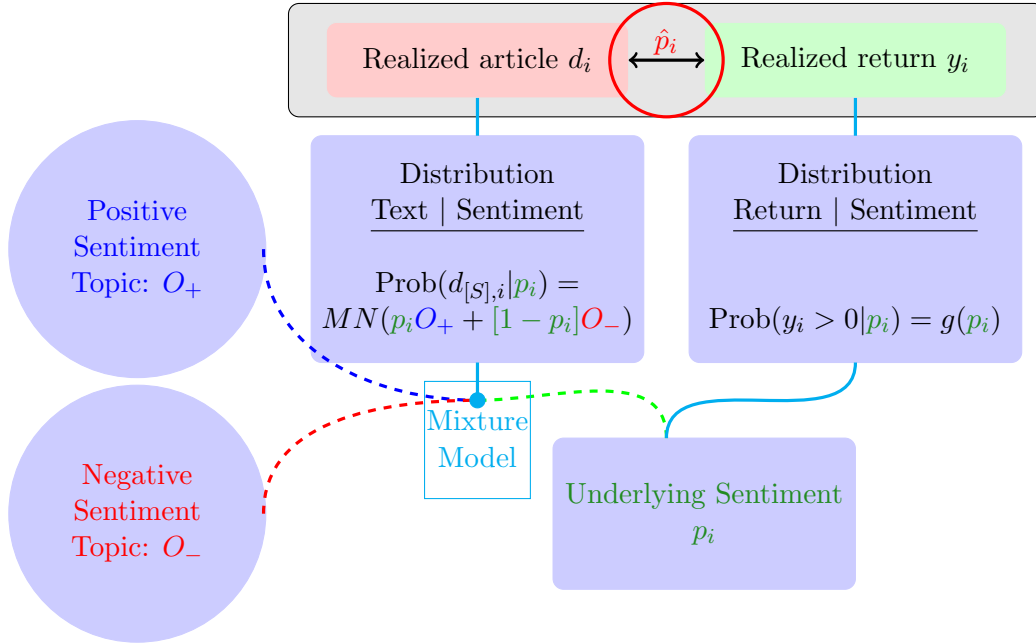 Realized article $d_i$
$\hat{p}_i$
Realized return $y_i$
Distribution
Text | Sentiment
Prob($d_{[S],i}|p_i$) =
$MN(p_iO_+ + [1 - p_i]O_-)$
Distribution
Return | Sentiment
Prob($y_i > 0|p_i$) = $g(p_i)$
Positive
Sentiment
Topic: $O_+$
Mixture
Model
Negative
Sentiment
Topic: $O_-$
Underlying Sentiment
$p_i$